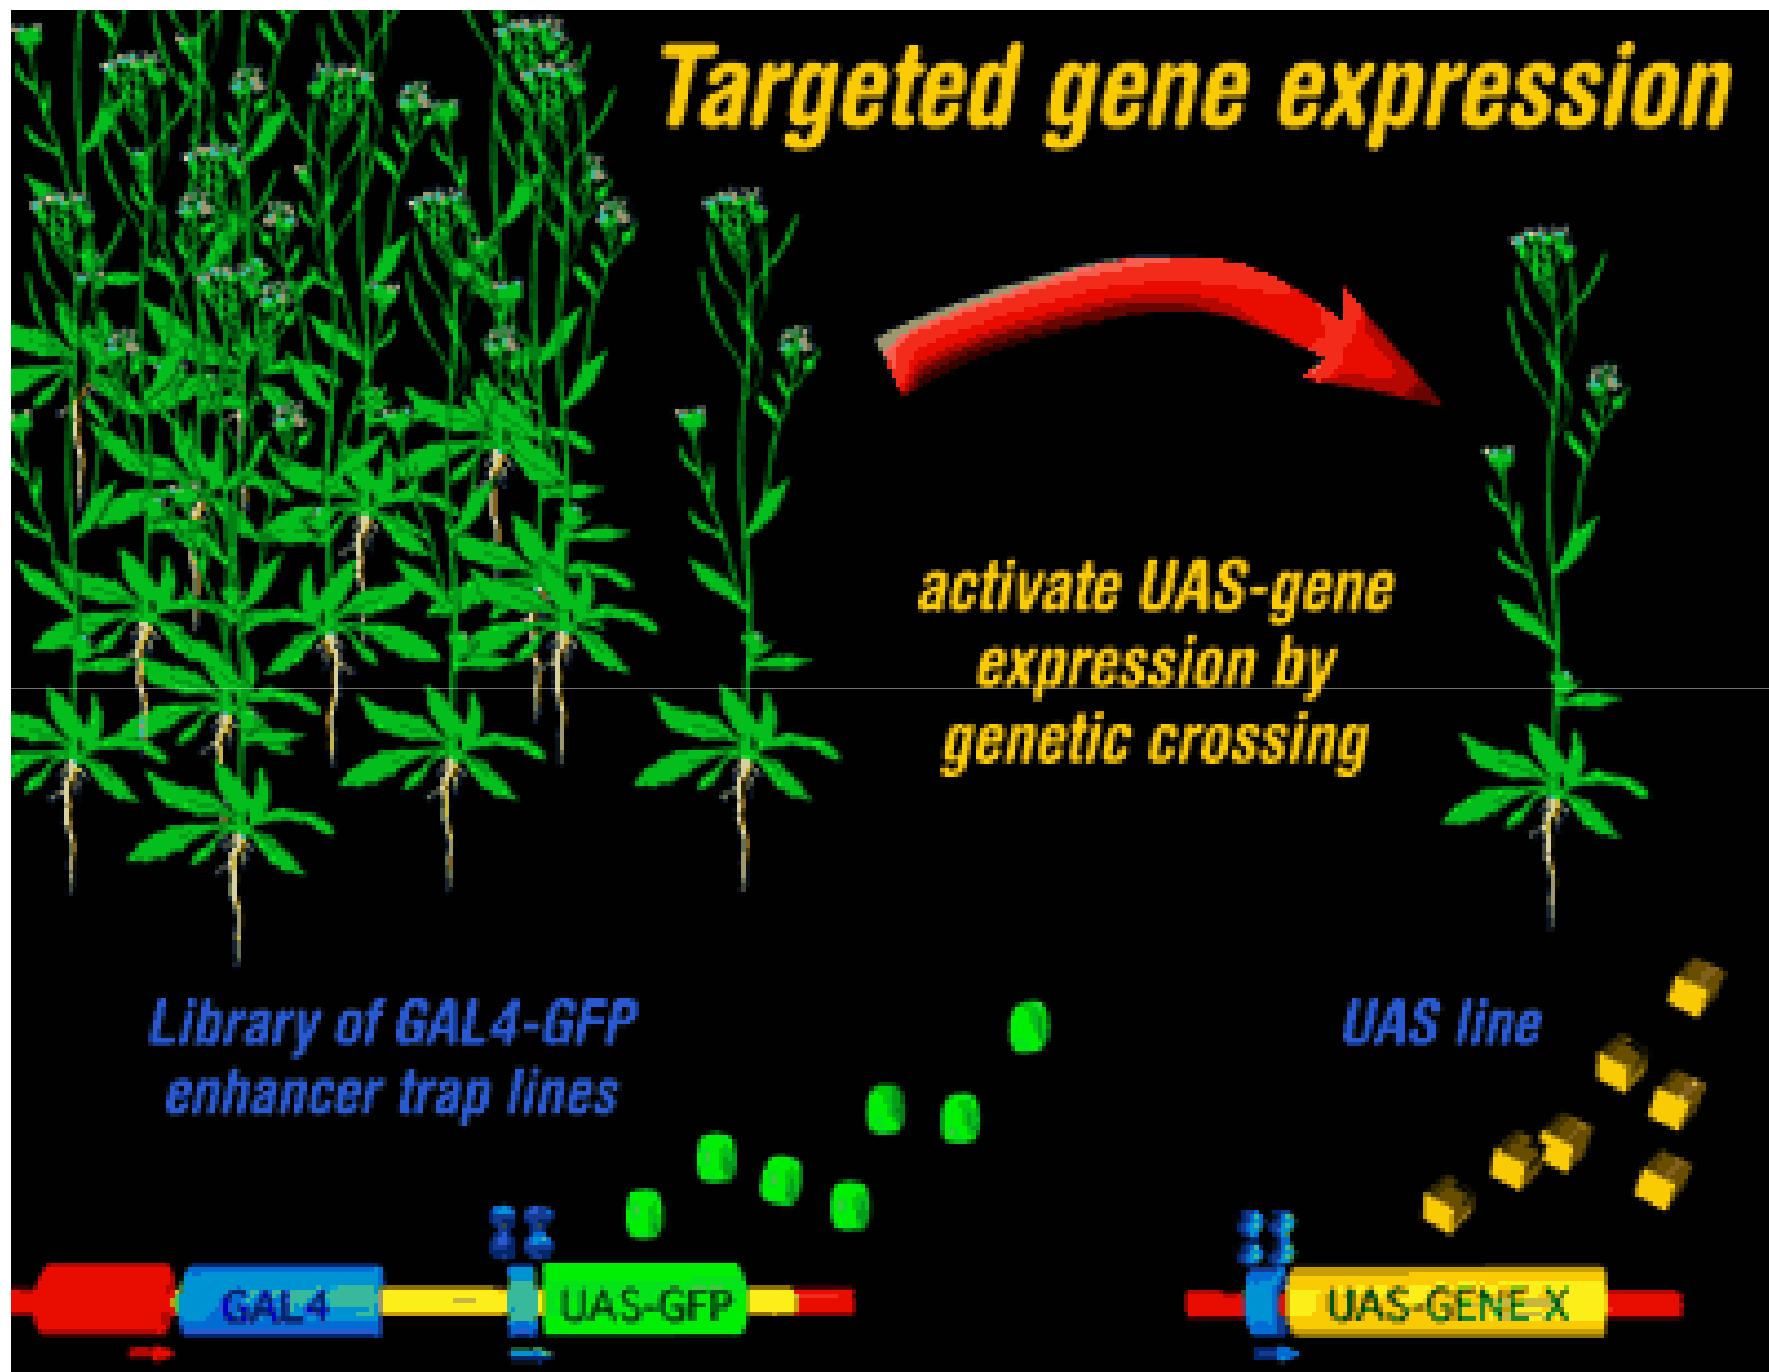 Targeted gene expression
activate UAS-gene
expression by
genetic crossing
Library of GAL4-GFP
enhancer trap lines
UAS line
GAL4
UAS-GFP
UAS-GENE-X